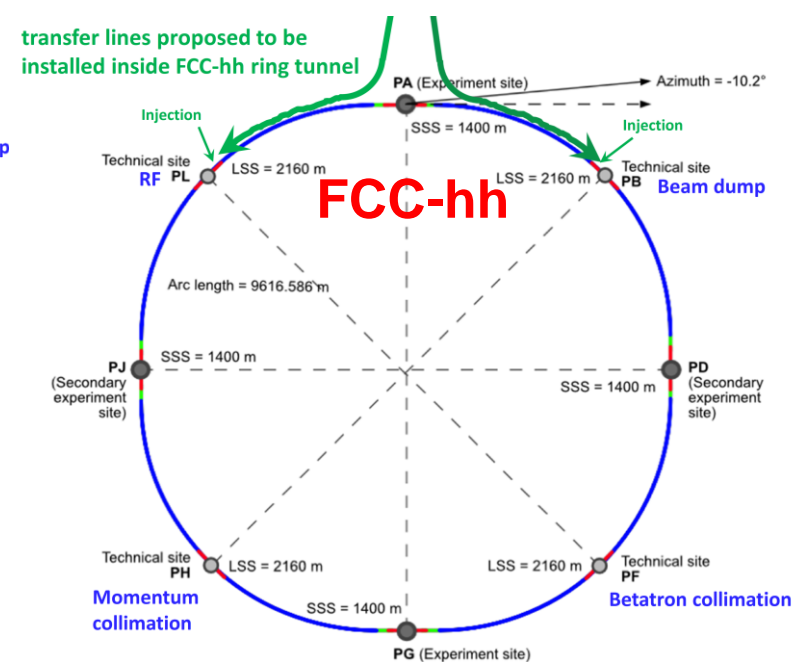 transfer lines proposed to be
installed inside FCC-hh ring tunnel
PA (Experiment site)
Azimuth = -10.2°
Injection
SSS = 1400 m
Injection
p
Technical site
RF PL
LSS = 2160 m
LSS = 2160 m
Technical site
PB
Beam dump
FCC-hh
Arc length = 9616.586 m
PJ
(Secondary
experiment
site)
SSS = 1400 m
SSS = 1400 m
PD
(Secondary
experiment
site)
Technical site
PH
LSS = 2160 m
LSS = 2160 m
Technical site
PF
Momentum
collimation
Betatron collimation
SSS = 1400 m
PG (Experiment site)